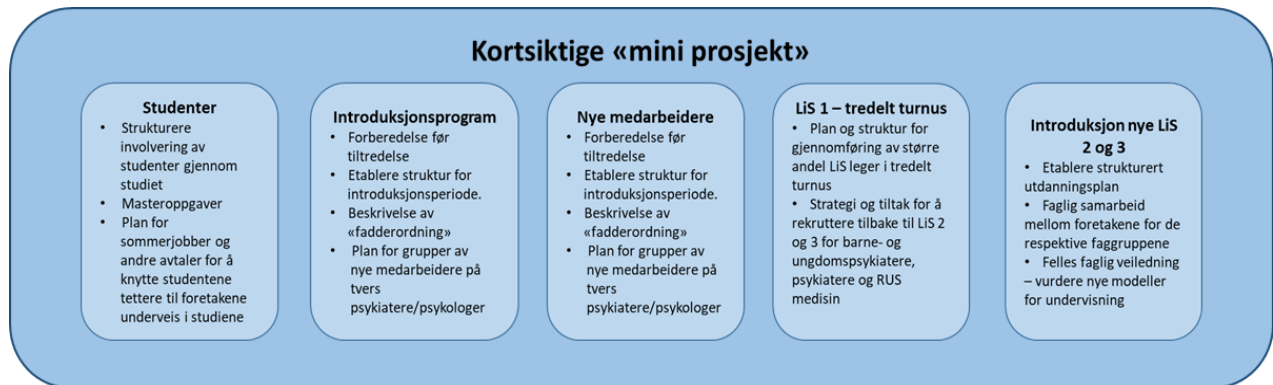 Kortsiktige «mini prosjekt»
Studenter
• Strukturere
involvering av
studenter gjennom
studiet
• Masteroppgaver
• Plan for
sommerjobber og
andre avtaler for å
knytte studentene
tettere til foretakene
underveis i studiene
Introduksjonsprogram
• Forberedelse før
tiltredelse
• Etablere struktur for
introduksjonsperiode.
• Beskrivelse av
«fadderordning»
• Plan for grupper av
nye medarbeidere på
tvers
psykiatere/psykologer
Nye medarbeidere
• Forberedelse før
tiltredelse
• Etablere struktur for
introduksjonsperiode.
• Beskrivelse av
«fadderordning»
• Plan for grupper av
nye medarbeidere på
tvers
psykiatere/psykologer
LiS 1 – tredelt turnus
• Plan og struktur for
gjennomføring av større
andel LiS leger i tredelt
turnus
• Strategi og tiltak for å
rekruttere tilbake til LiS 2
og 3 for barne- og
ungdomspsykiatere,
psykiatere og RUS
medisin
Introduksjon nye LiS
2 og 3
• Etablere strukturert
utdanningsplan
• Faglig samarbeid
mellom foretakene for de
respektive faggruppene
• Felles faglig veiledning
– vurdere nye modeller
for undervisning